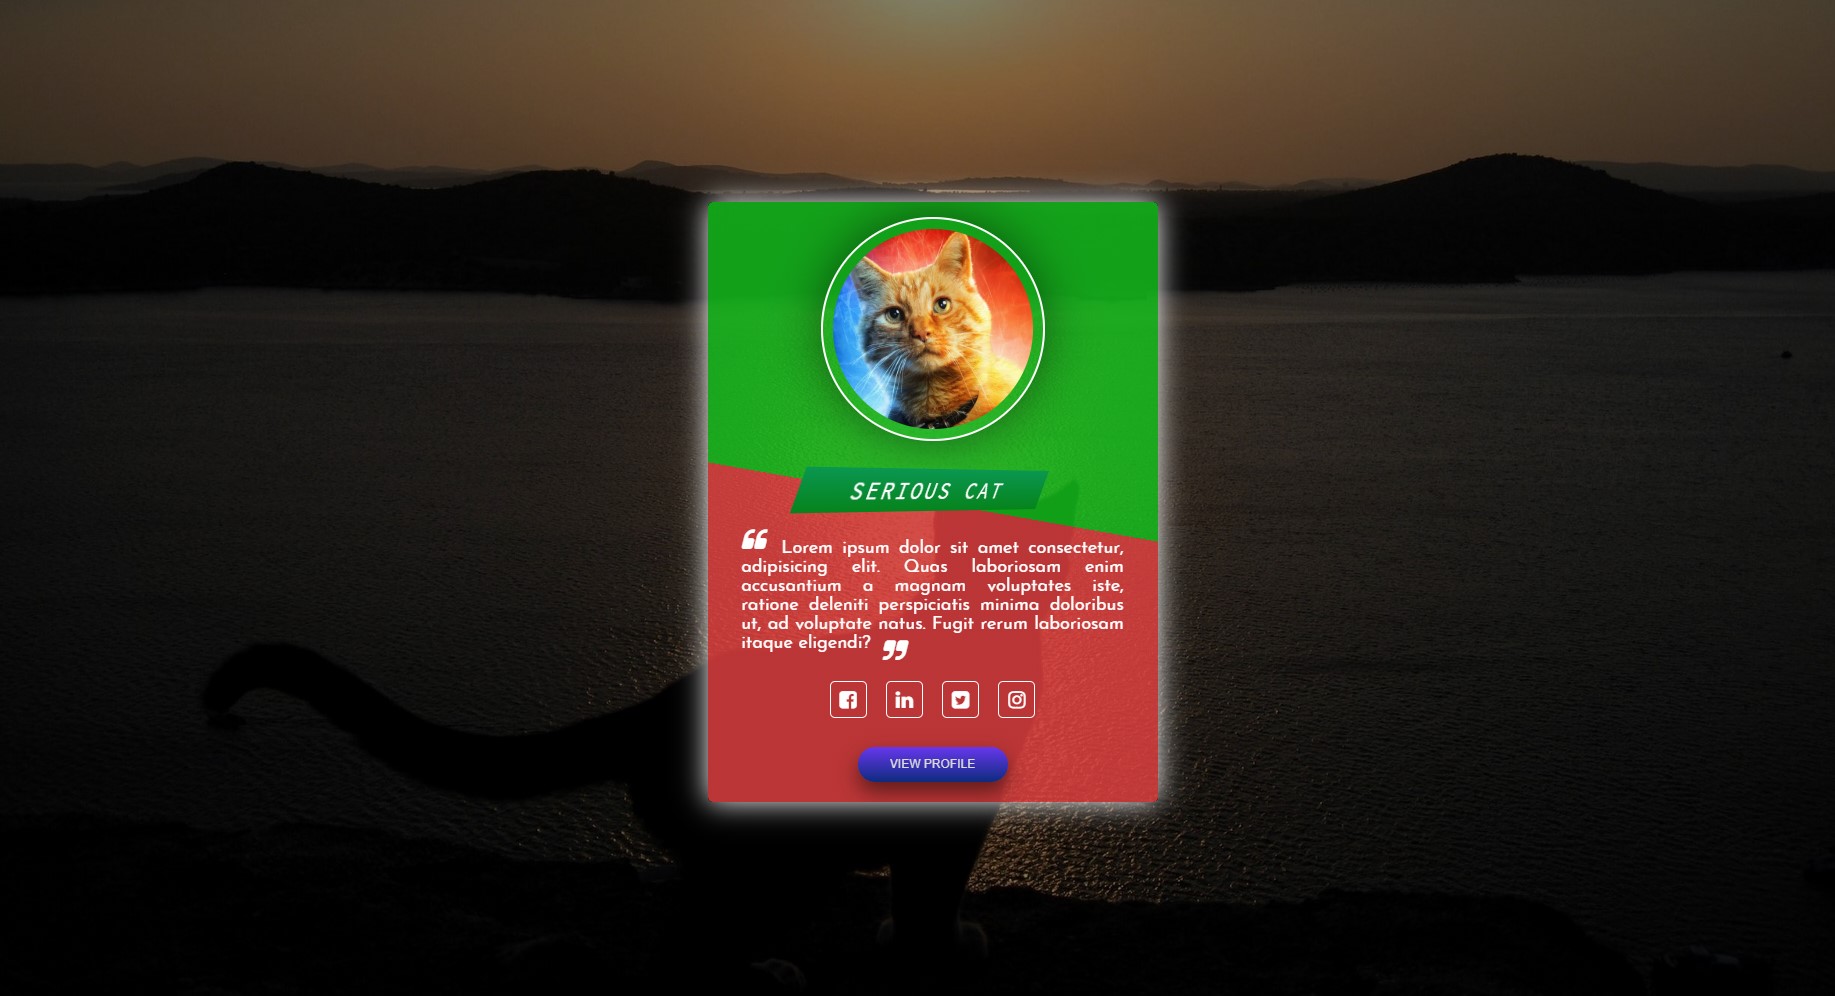 SERIOUS CAT
❝ Lorem ipsum dolor sit amet consectetur,
adipisicing elit. Quas laboriosam enim
accusantium a magnam voluptates iste,
ratione deleniti perspiciatis minima doloribus
ut, ad voluptate natus. Fugit rerum laboriosam
itaque eligendi? ❞
VIEW PROFILE